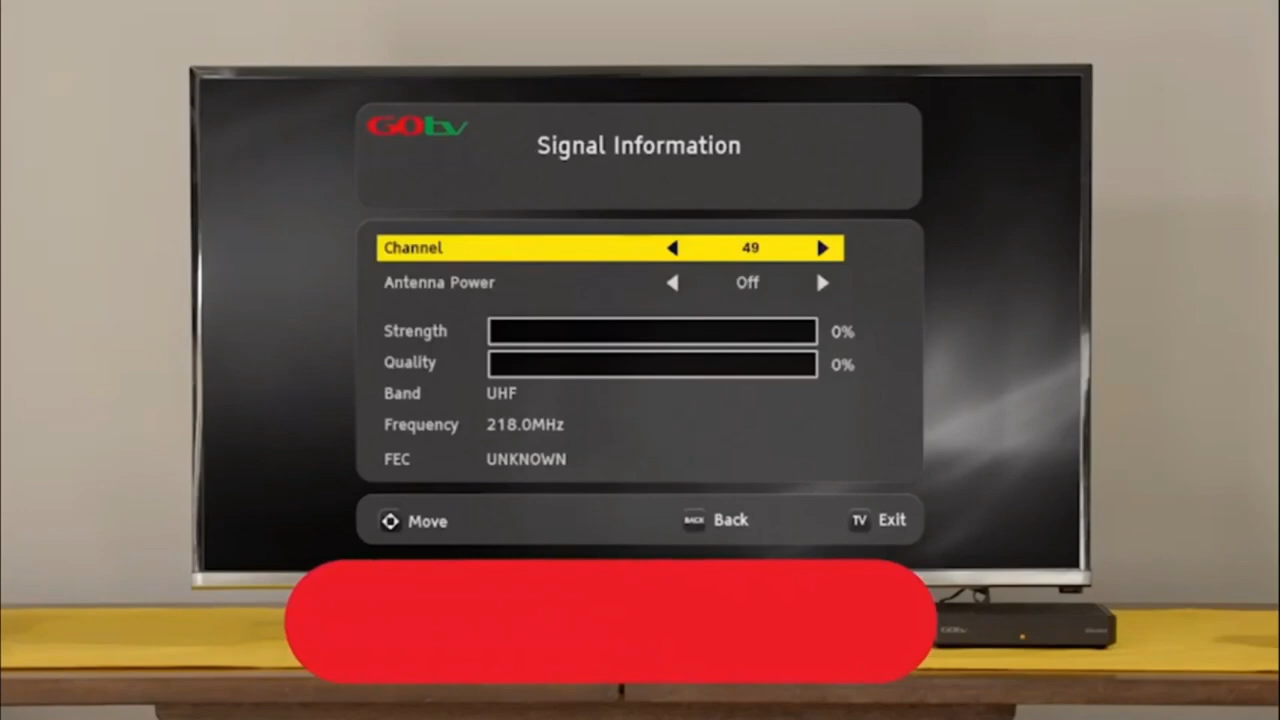 GOtv
Signal Information
Channel 49
Antenna Power Off
Strength 0%
Quality 0%
Band UHF
Frequency 218.0MHz
FEC UNKNOWN
Move BACK Back TV Exit
GOtv